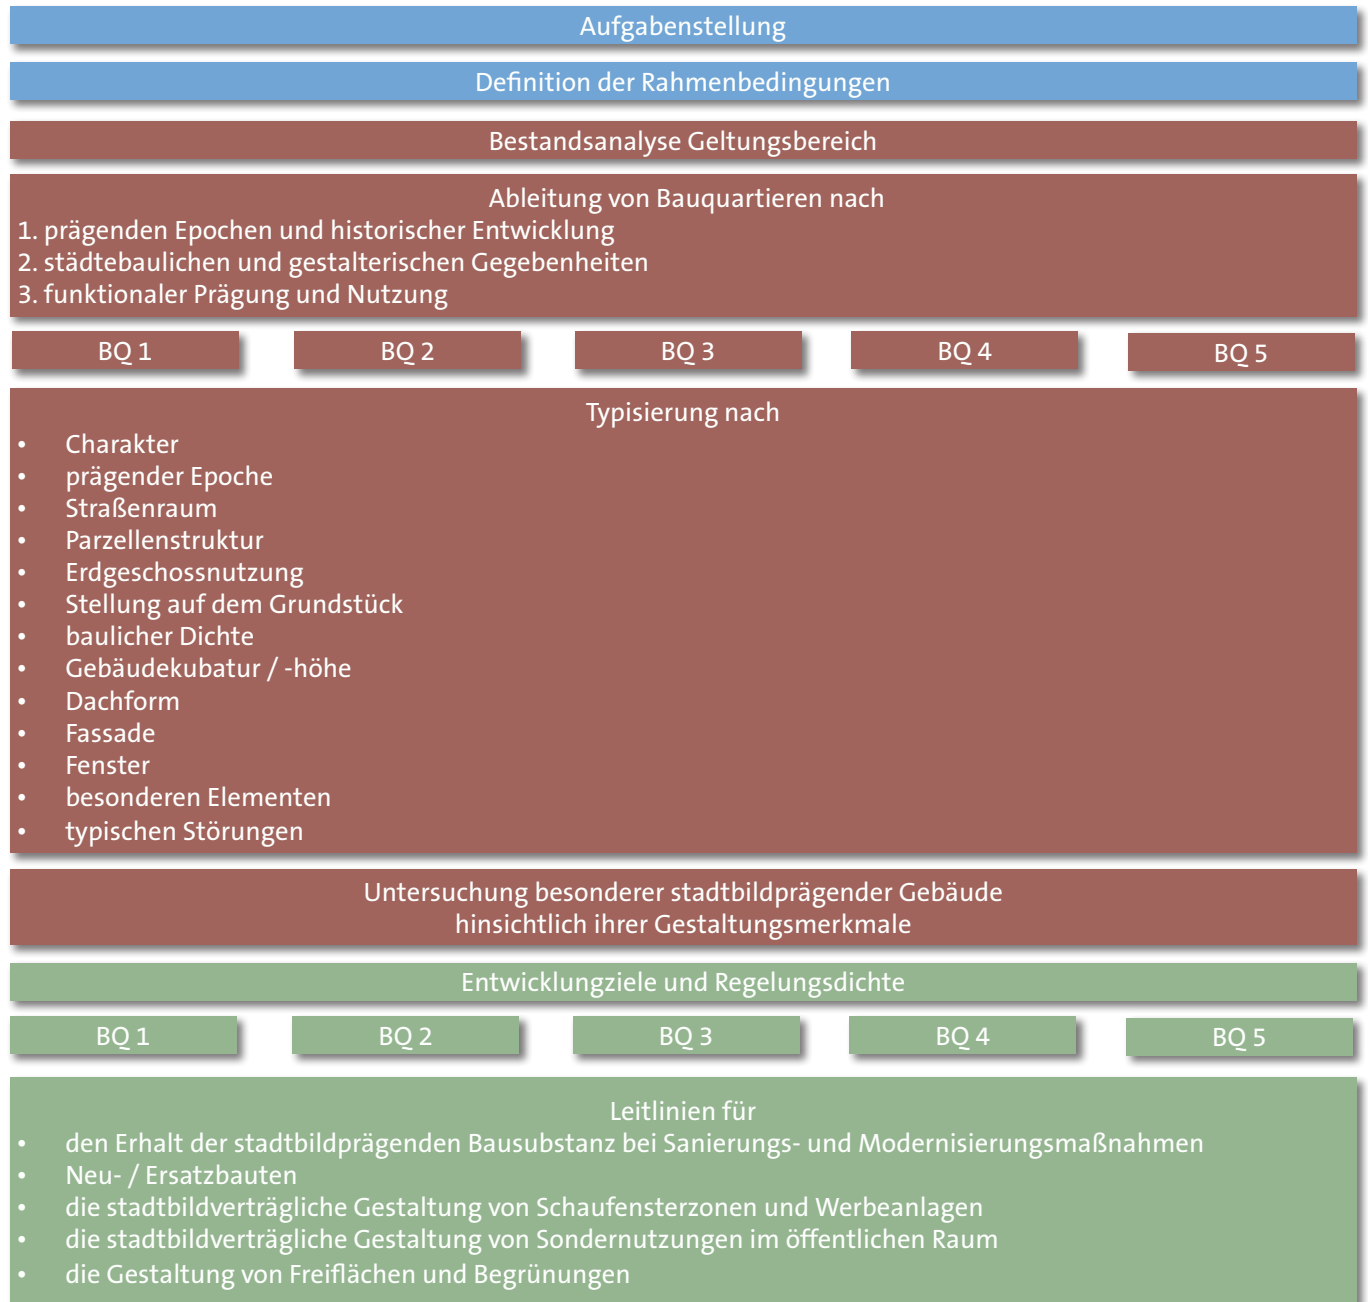 Aufgabenstellung
Definition der Rahmenbedingungen
Bestandsanalyse Geltungsbereich
Ableitung von Bauquartieren nach
1. prägenden Epochen und historischer Entwicklung
2. städtebaulichen und gestalterischen Gegebenheiten
3. funktionaler Prägung und Nutzung
BQ 1 BQ 2 BQ 3 BQ 4 BQ 5
Typisierung nach
• Charakter
• prägender Epoche
• Straßenraum
• Parzellenstruktur
• Erdgeschossnutzung
• Stellung auf dem Grundstück
• baulicher Dichte
• Gebäudekubatur / -höhe
• Dachform
• Fassade
• Fenster
• besonderen Elementen
• typischen Störungen
Untersuchung besonderer stadtbildprägender Gebäude
hinsichtlich ihrer Gestaltungsmerkmale
Entwicklungziele und Regelungsdichte
BQ 1 BQ 2 BQ 3 BQ 4 BQ 5
Leitlinien für
• den Erhalt der stadtbildprägenden Bausubstanz bei Sanierungs- und Modernisierungsmaßnahmen
• Neu- / Ersatzbauten
• die stadtbildverträgliche Gestaltung von Schaufensterzonen und Werbeanlagen
• die stadtbildverträgliche Gestaltung von Sondernutzungen im öffentlichen Raum
• die Gestaltung von Freiflächen und Begrünungen